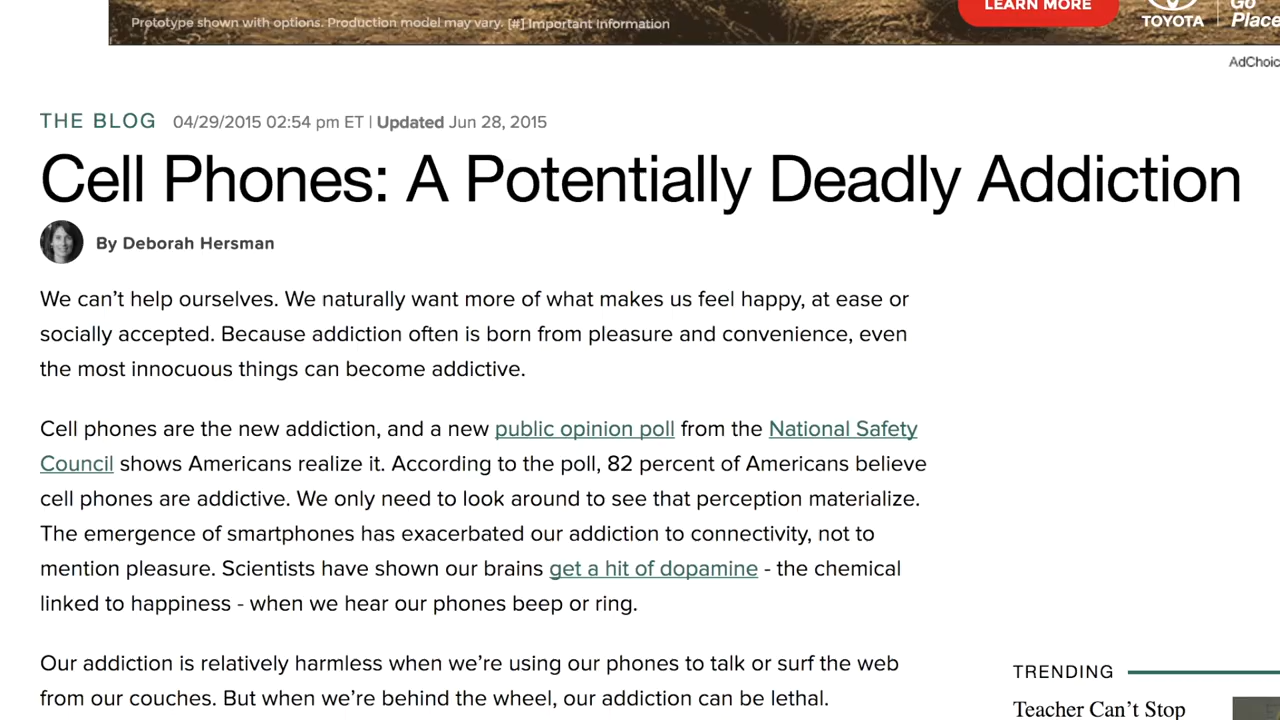 Prototype shown with options. Production model may vary. [#] Important Information
LEARN MORE
TOYOTA
Go
Place
AdChoic
THE BLOG 04/29/2015 02:54 pm ET | Updated Jun 28, 2015
Cell Phones: A Potentially Deadly Addiction
By Deborah Hersman
We can’t help ourselves. We naturally want more of what makes us feel happy, at ease or
socially accepted. Because addiction often is born from pleasure and convenience, even
the most innocuous things can become addictive.
Cell phones are the new addiction, and a new public opinion poll from the National Safety
Council shows Americans realize it. According to the poll, 82 percent of Americans believe
cell phones are addictive. We only need to look around to see that perception materialize.
The emergence of smartphones has exacerbated our addiction to connectivity, not to
mention pleasure. Scientists have shown our brains get a hit of dopamine - the chemical
linked to happiness - when we hear our phones beep or ring.
Our addiction is relatively harmless when we’re using our phones to talk or surf the web
from our couches. But when we’re behind the wheel, our addiction can be lethal.
TRENDING
Teacher Can’t Stop